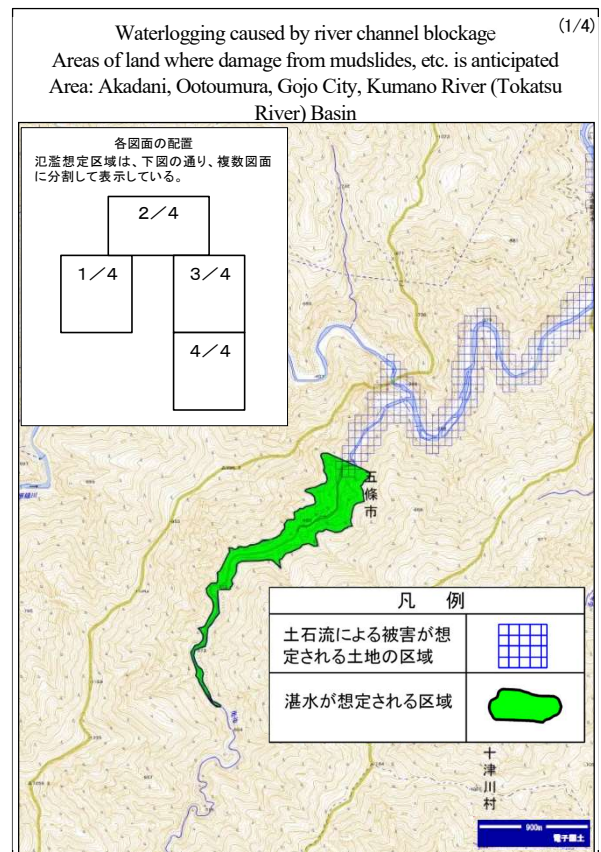 (1/4)
Waterlogging caused by river channel blockage
Areas of land where damage from mudslides, etc. is anticipated
Area: Akadani, Ootoumura, Gojo City, Kumano River (Tokatsu
River) Basin
各図面の配置
氾濫想定区域は、下図の通り、複数図面
に分割して表示している。
2/4
1/4
3/4
4/4
五條市
凡 例
土石流による被害が想
定される土地の区域
湛水が想定される区域
十津川村
900m
電子国土